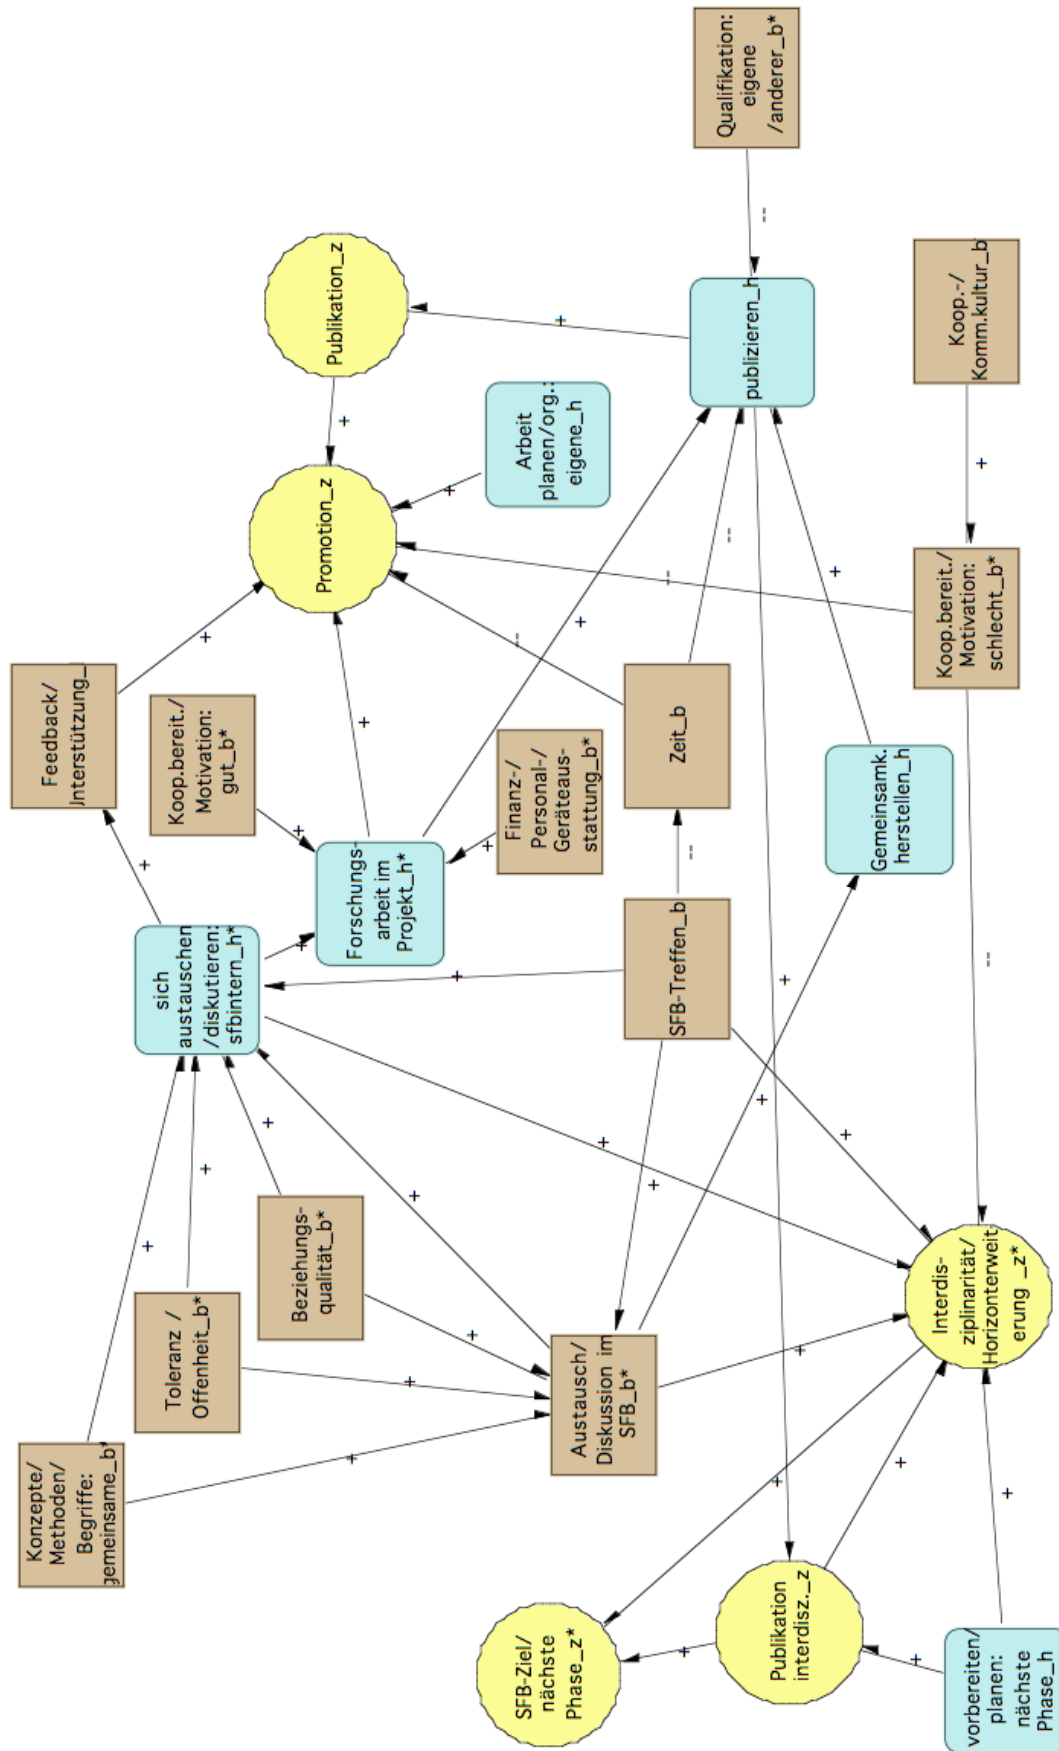 Konzepte/
Methoden/
Begriffe:
gemeinsame_b*
Feedback/
Unterstützung_
+
+
Toleranz /
Offenheit_b*
sich
austauschen
/diskutieren:
sfbintern_h*
Koop.bereit./
Motivation:
gut_b*
+
+
+
Beziehungs-
qualität_b*
+
+
Forschungs-
arbeit im
Projekt_h*
Promotion_z
Publikation_z
+
+
+
+
+
+
+
+
+
SFB-Ziel/
nächste
Phase_z*
Austausch/
Diskussion im
SFB_b*
Finanz-/
Personal-/
Geräteaus-
stattung_b*
Arbeit
planen/org.:
eigene_h
--
+
+
+
+
--
SFB-Treffen_b
Zeit_b
+
--
--
Publikation
interdisz._z
publizieren_h
Qualifikation:
eigene
/anderer_b*
+
--
+
+
+
+
+
Gemeinsamk.
herstellen_h
+
+
Interdis-
ziplinarität/
Horizonterweit
erung _z*
vorbereiten/
planen:
nächste
Phase_h
Koop.bereit./
Motivation:
schlecht_b*
Koop.-/
Komm.kultur_b
+
--
+